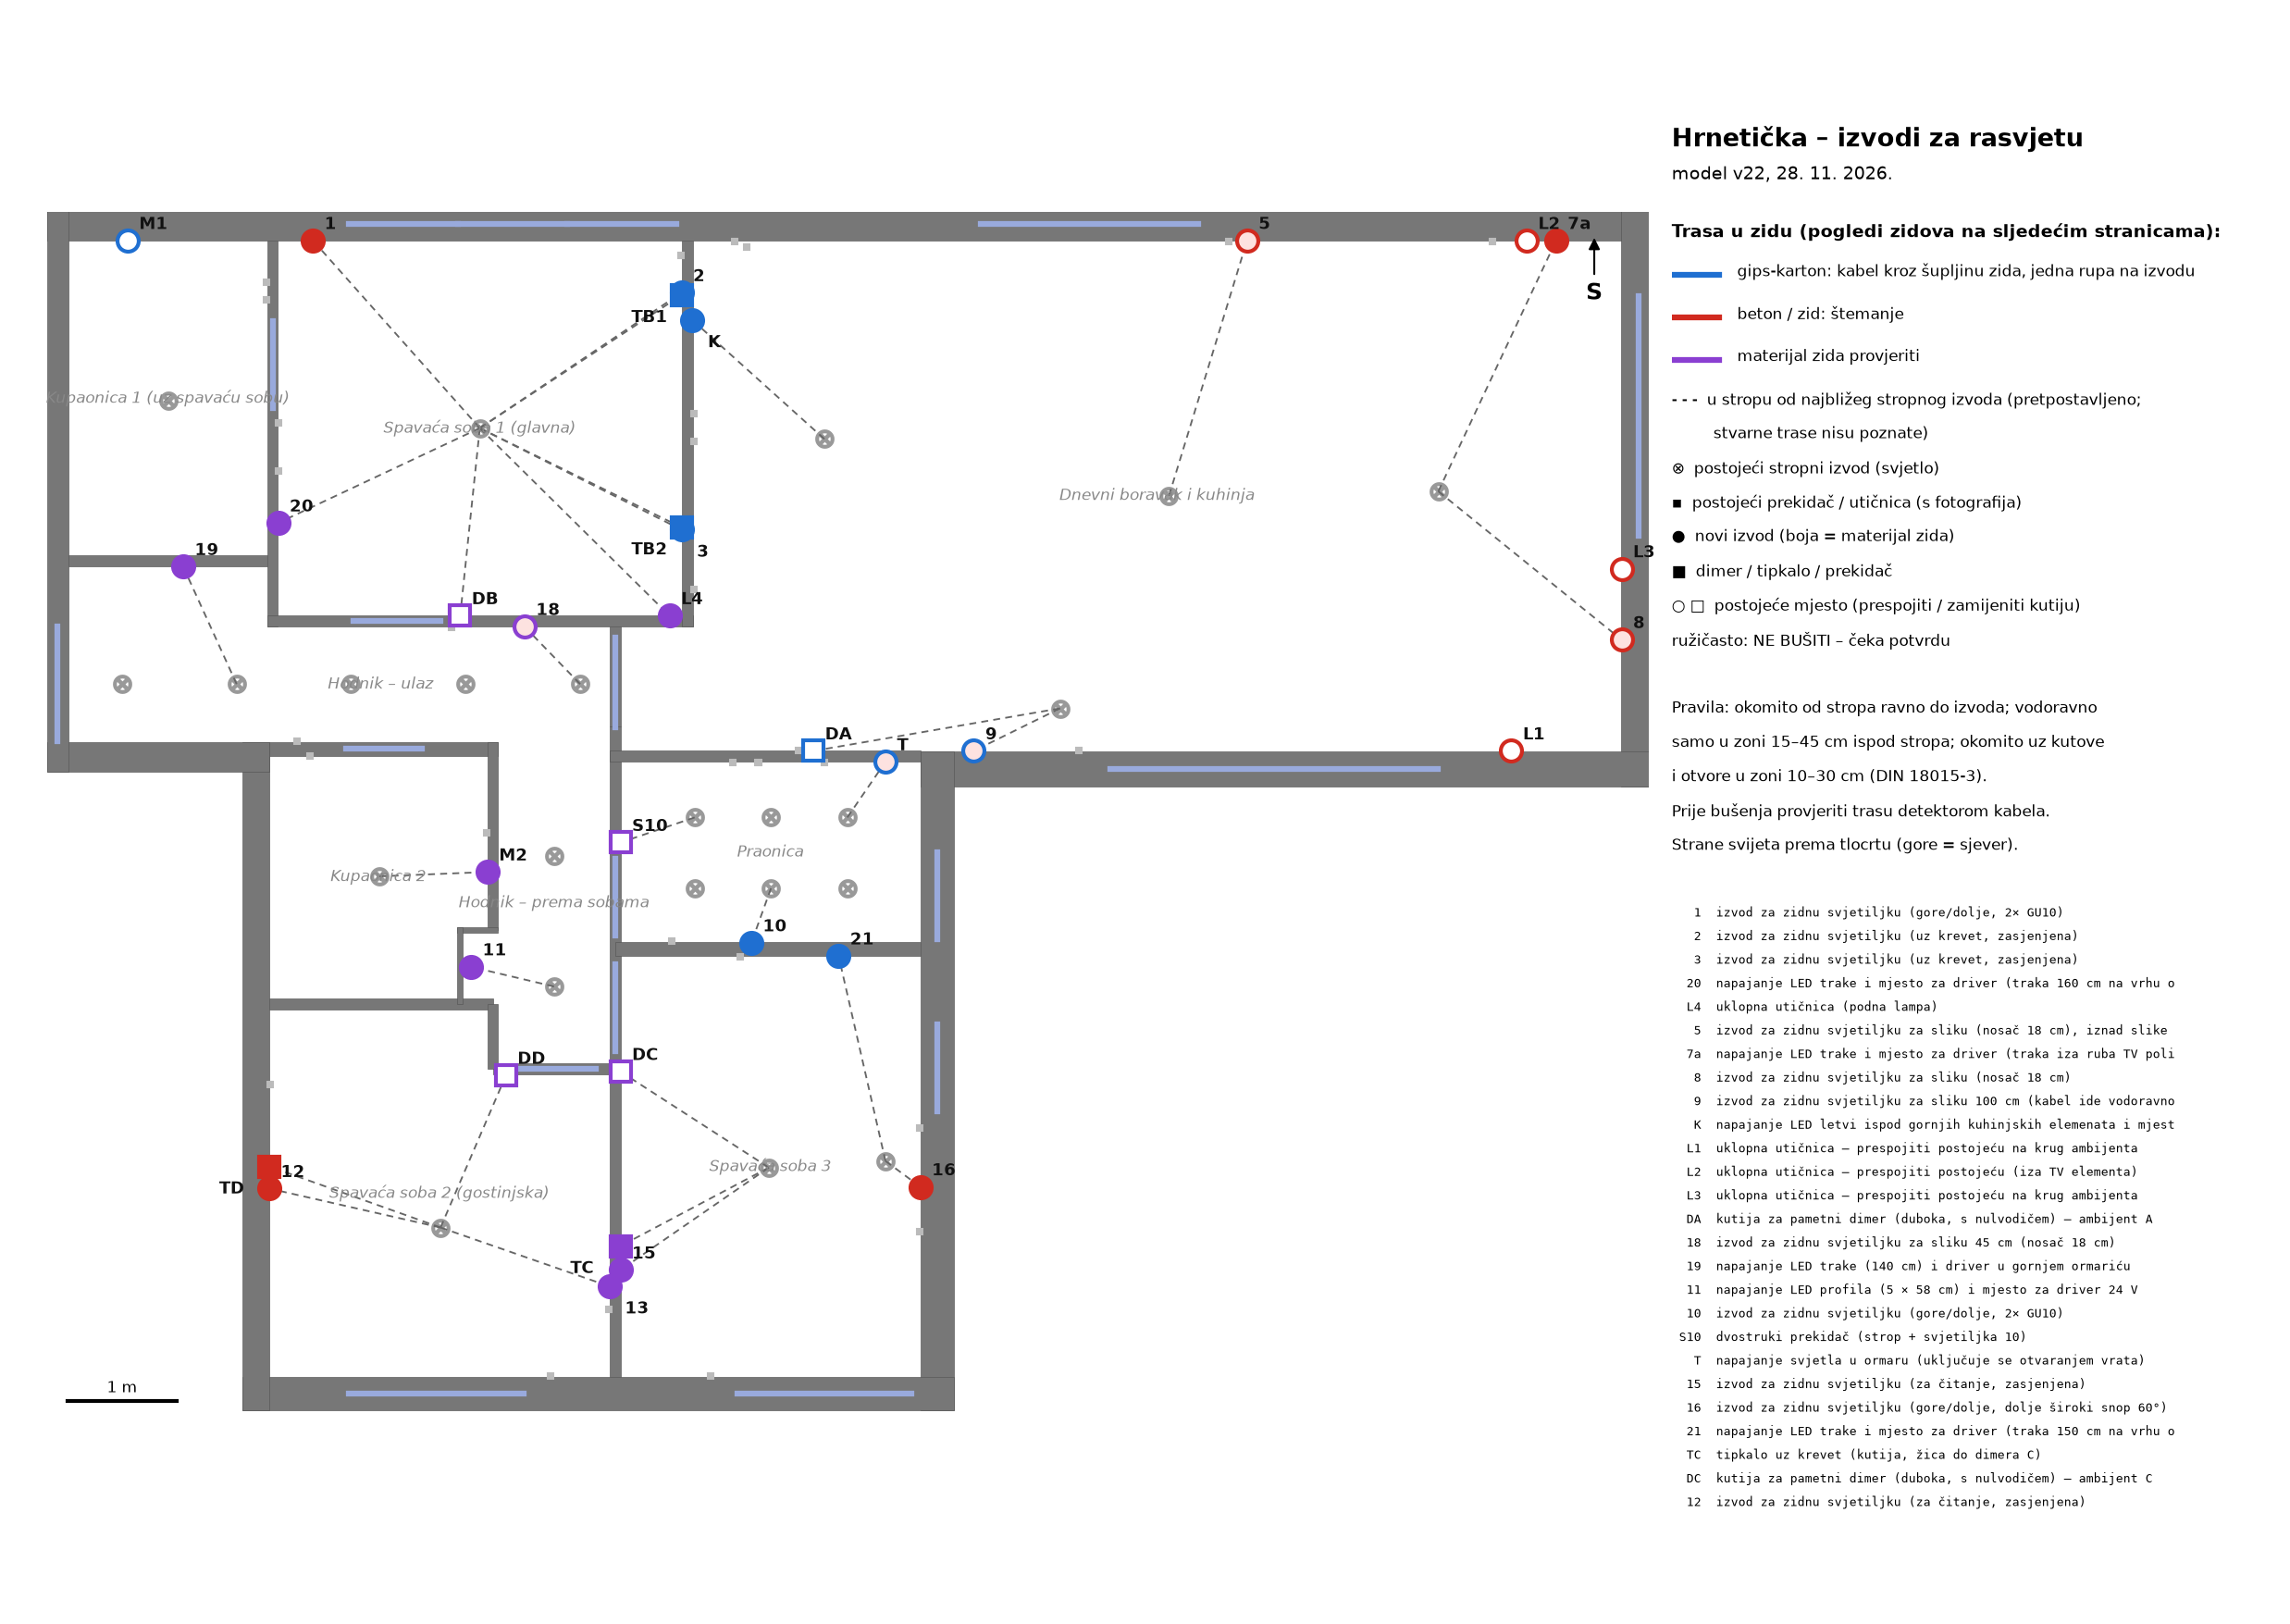 Hrnetička – izvodi za rasvjetu
model v22, 28. 11. 2026.
Trasa u zidu (pogledi zidova na sljedećim stranicama):
gips-karton: kabel kroz šupljinu zida, jedna rupa na izvodu
beton / zid: štemanje
materijal zida provjeriti
- - - u stropu od najbližeg stropnog izvoda (pretpostavljeno;
stvarne trase nisu poznate)
⊗ postojeći stropni izvod (svjetlo)
▪ postojeći prekidač / utičnica (s fotografija)
● novi izvod (boja = materijal zida)
■ dimer / tipkalo / prekidač
○ □ postojeće mjesto (prespojiti / zamijeniti kutiju)
ružičasto: NE BUŠITI – čeka potvrdu
Pravila: okomito od stropa ravno do izvoda; vodoravno
samo u zoni 15–45 cm ispod stropa; okomito uz kutove
i otvore u zoni 10–30 cm (DIN 18015-3).
Prije bušenja provjeriti trasu detektorom kabela.
Strane svijeta prema tlocrtu (gore = sjever).
1 izvod za zidnu svjetiljku (gore/dolje, 2× GU10)
2 izvod za zidnu svjetiljku (uz krevet, zasjenjena)
3 izvod za zidnu svjetiljku (uz krevet, zasjenjena)
20 napajanje LED trake i mjesto za driver (traka 160 cm na vrhu o
L4 uklopna utičnica (podna lampa)
5 izvod za zidnu svjetiljku za sliku (nosač 18 cm), iznad slike
7a napajanje LED trake i mjesto za driver (traka iza ruba TV poli
8 izvod za zidnu svjetiljku za sliku (nosač 18 cm)
9 izvod za zidnu svjetiljku za sliku 100 cm (kabel ide vodoravno
K napajanje LED letvi ispod gornjih kuhinjskih elemenata i mjest
L1 uklopna utičnica — prespojiti postojeću na krug ambijenta
L2 uklopna utičnica — prespojiti postojeću (iza TV elementa)
L3 uklopna utičnica — prespojiti postojeću na krug ambijenta
DA kutija za pametni dimer (duboka, s nulvodičem) — ambijent A
18 izvod za zidnu svjetiljku za sliku 45 cm (nosač 18 cm)
19 napajanje LED trake (140 cm) i driver u gornjem ormariću
11 napajanje LED profila (5 × 58 cm) i mjesto za driver 24 V
10 izvod za zidnu svjetiljku (gore/dolje, 2× GU10)
S10 dvostruki prekidač (strop + svjetiljka 10)
T napajanje svjetla u ormaru (uključuje se otvaranjem vrata)
15 izvod za zidnu svjetiljku (za čitanje, zasjenjena)
16 izvod za zidnu svjetiljku (gore/dolje, dolje široki snop 60°)
21 napajanje LED trake i mjesto za driver (traka 150 cm na vrhu o
TC tipkalo uz krevet (kutija, žica do dimera C)
DC kutija za pametni dimer (duboka, s nulvodičem) — ambijent C
12 izvod za zidnu svjetiljku (za čitanje, zasjenjena)
M1
1
5
L2 7a
S
2
TB1
K
Kupaonica 1 (uz spavaću sobu)
Spavaća soba 1 (glavna)
Dnevni boravak i kuhinja
20
19
TB2
3
L3
DB
18
L4
8
Hodnik – ulaz
DA
T
9
L1
S10
Praonica
M2
Kupaonica 2
Hodnik – prema sobama
10
21
11
DD
DC
12
TD
Spavaća soba 2 (gostinjska)
Spavaća soba 3
16
15
TC
13
1 m